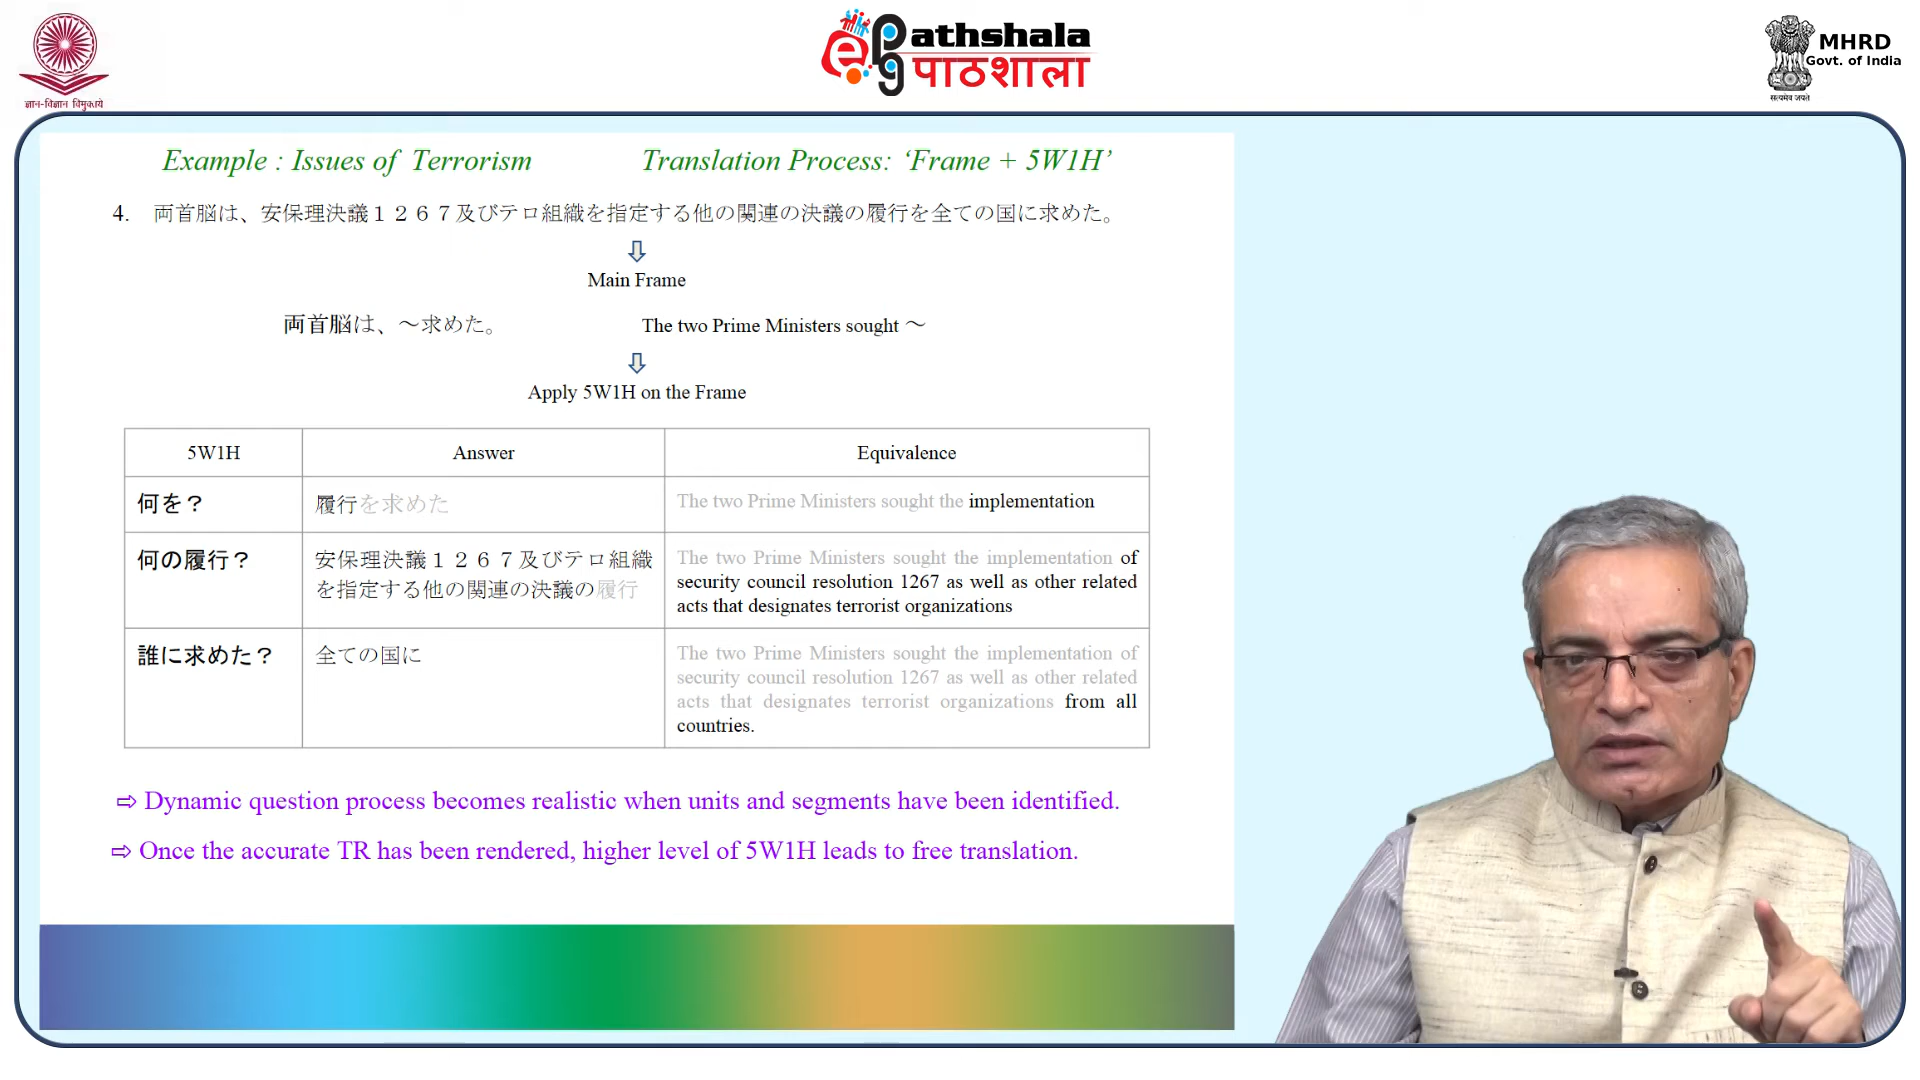 ज्ञान-विज्ञान विमुक्तये
epathshala
पाठशाला
सत्यमेव जयते
MHRD
Govt. of India
Example : Issues of Terrorism
Translation Process: ‘Frame + 5W1H’
4. 両首脳は、安保理決議１２６７及びテロ組織を指定する他の関連の決議の履行を全ての国に求めた。
Main Frame
両首脳は、～求めた。
The two Prime Ministers sought ～
Apply 5W1H on the Frame
5W1H
Answer
Equivalence
何を？
履行を求めた
The two Prime Ministers sought the implementation
何の履行？
安保理決議１２６７及びテロ組織
を指定する他の関連の決議の履行
The two Prime Ministers sought the implementation of
security council resolution 1267 as well as other related
acts that designates terrorist organizations
誰に求めた？
全ての国に
The two Prime Ministers sought the implementation of
security council resolution 1267 as well as other related
acts that designates terrorist organizations from all
countries.
⇨ Dynamic question process becomes realistic when units and segments have been identified.
⇨ Once the accurate TR has been rendered, higher level of 5W1H leads to free translation.